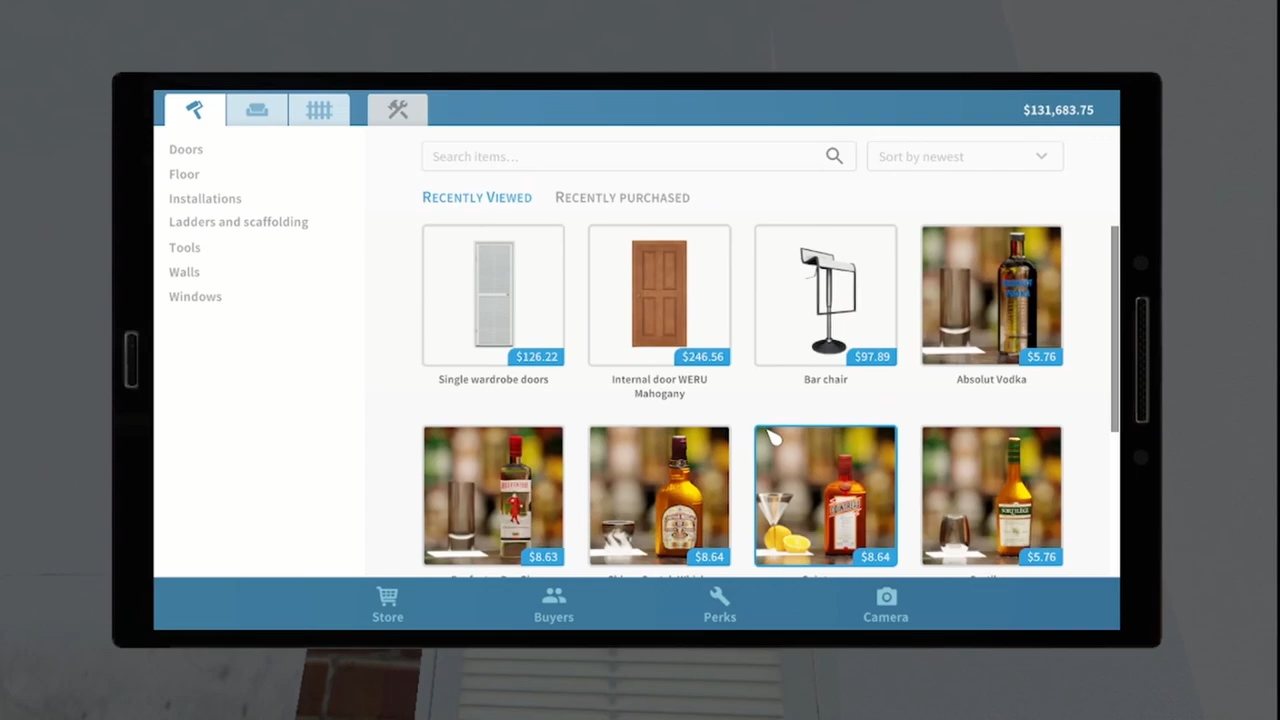 $131,683.75
Doors
Floor
Installations
Ladders and scaffolding
Tools
Walls
Windows
Search items...
Sort by newest
RECENTLY VIEWED
RECENTLY PURCHASED
$126.22
$246.56
$97.89
$5.76
Single wardrobe doors
Internal door WERU
Mahogany
Bar chair
Absolut Vodka
$8.63
$8.64
$8.64
$5.76
Store
Buyers
Perks
Camera